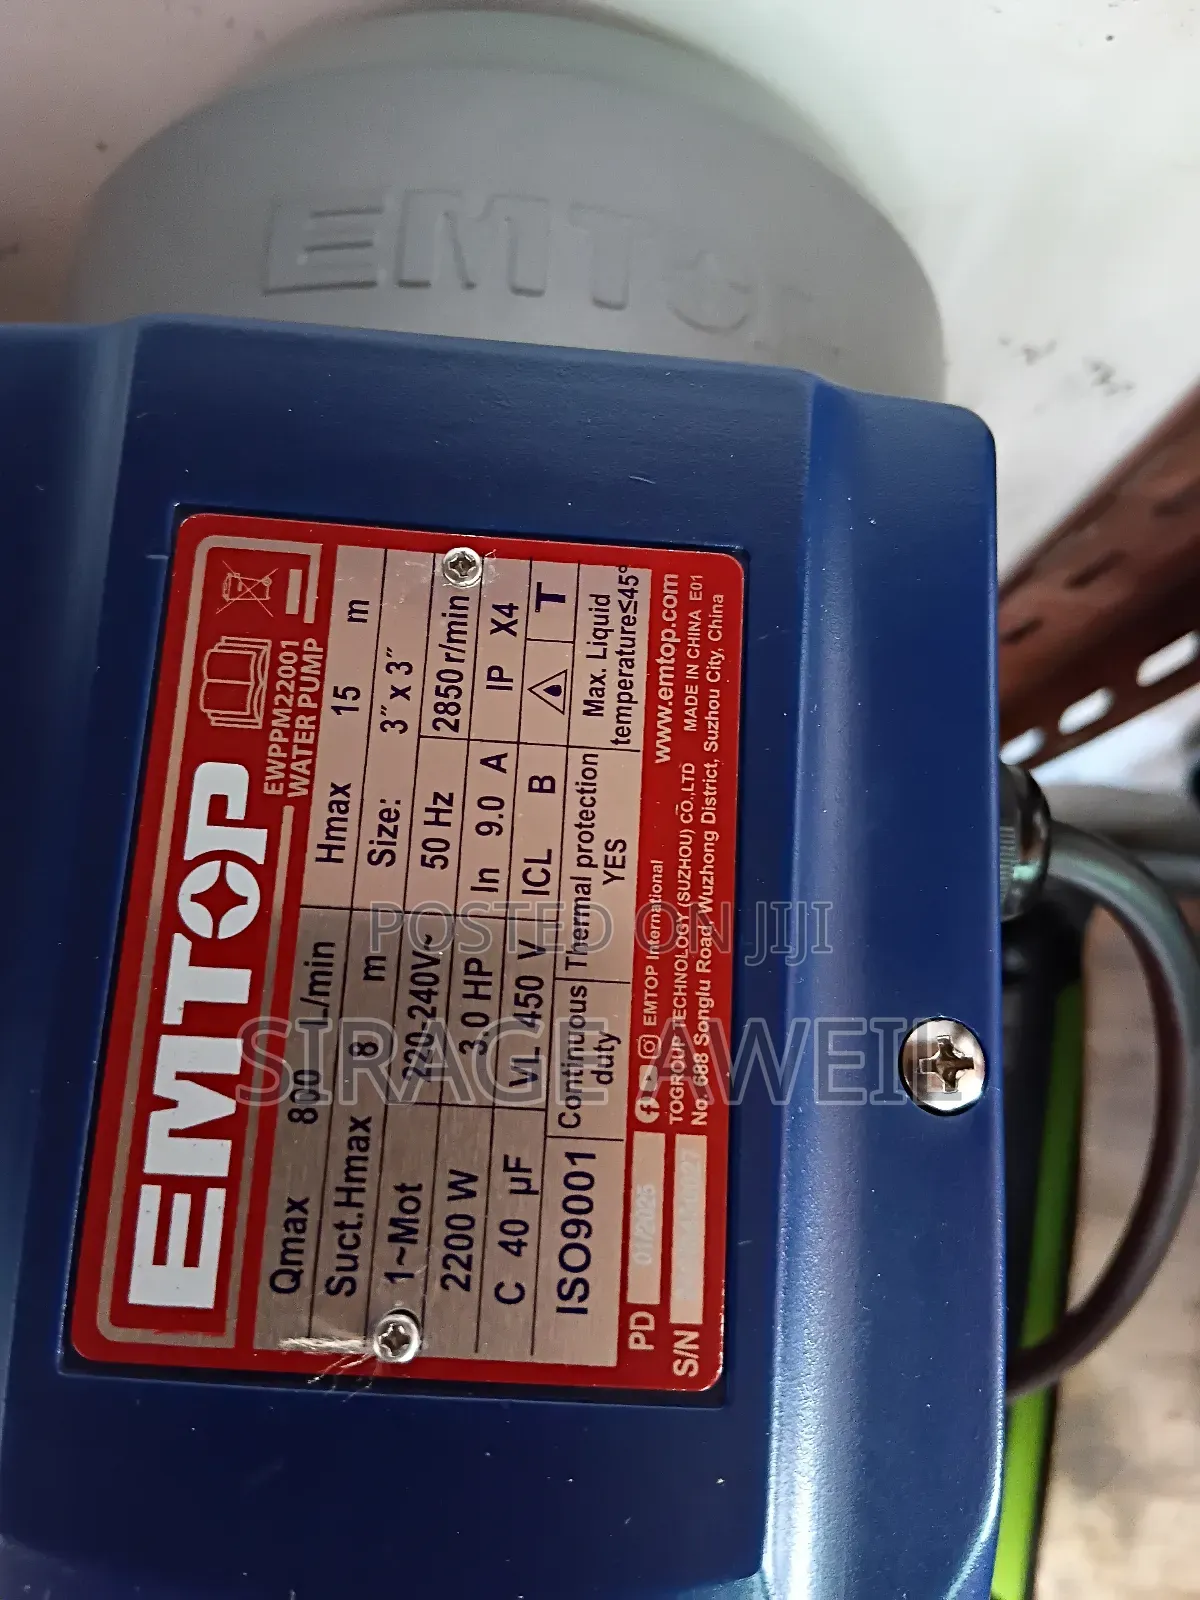 EMTOP
EMTOP
EWPPM22001
WATER PUMP
Qmax 800 L/min Hmax 15 m
Suct.Hmax 8 m Size: 3″ x 3″
1~Mot 220-240V~ 50 Hz 2850 r/min
2200 W 3.0 HP In 9.0 A IP X4
C 40 µF VL 450 V ICL B T
ISO9001 Continuous duty Thermal protection YES Max. Liquid temperature≤45°
PD 01/2025 EMTOP International www.emtop.com
TOGROUP TECHNOLOGY (SUZHOU) CO.,LTD MADE IN CHINA E01
S/N No. 688 Songlu Road, Wuzhong District, Suzhou City, China
POSTED ON JIJI
SIRAGE AWEIL